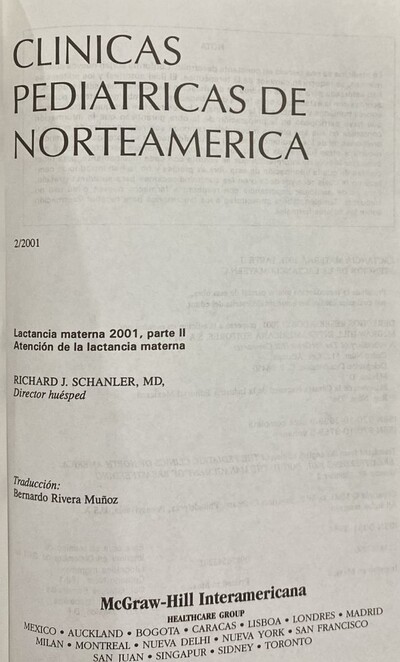 CLINICAS
PEDIATRICAS DE
NORTEAMERICA
2/2001
Lactancia materna 2001, parte II
Atención de la lactancia materna
RICHARD J. SCHANLER, MD,
Director huésped
Traducción:
Bernardo Rivera Muñoz
McGraw-Hill Interamericana
HEALTHCARE GROUP
MEXICO • AUCKLAND • BOGOTA • CARACAS • LISBOA • LONDRES • MADRID
MILAN • MONTREAL • NUEVA DELHI • NUEVA YORK • SAN FRANCISCO
SAN JUAN • SINGAPUR • SIDNEY • TORONTO